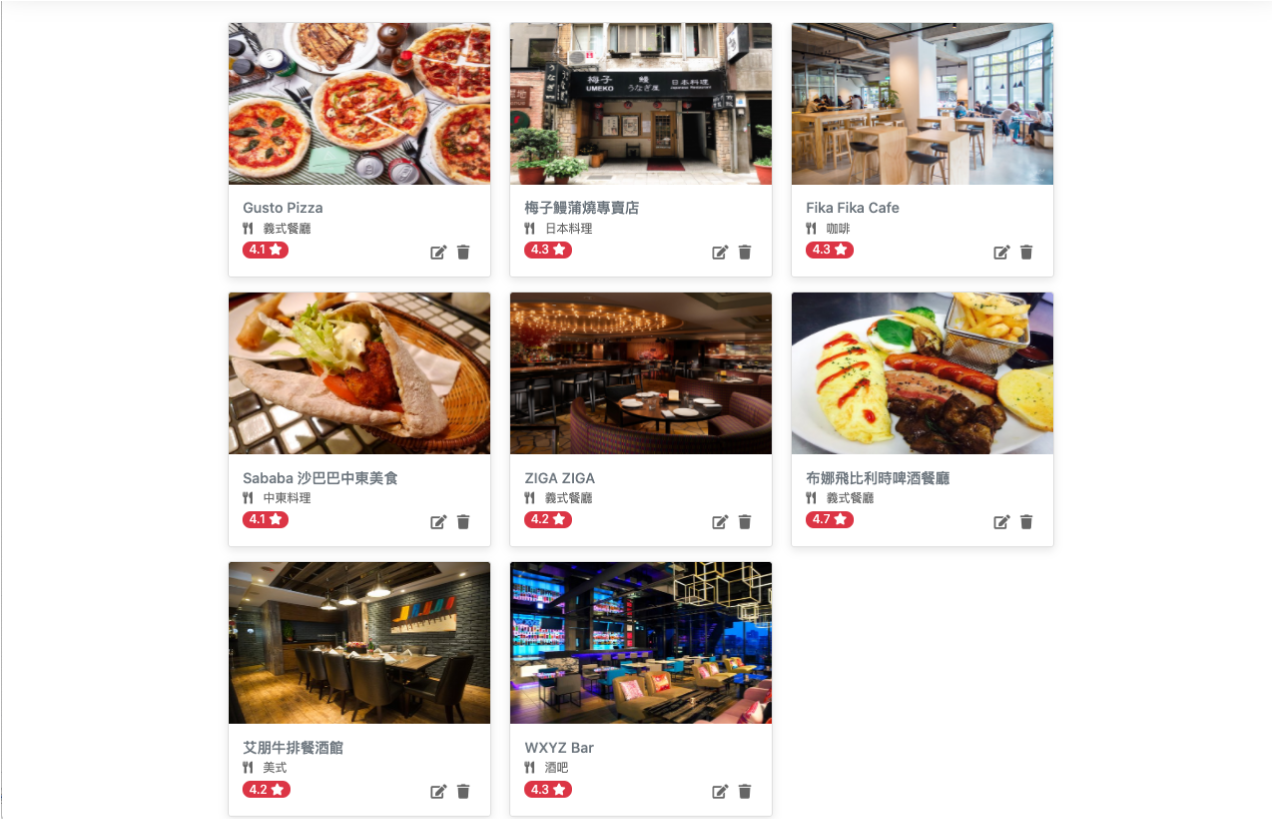 梅子
UMEKO
鰻
うなぎ屋
日本料理
Japanese Restaurant
うなぎ
Gusto Pizza
義式餐廳
4.1
梅子鰻蒲燒專賣店
日本料理
4.3
Fika Fika Cafe
咖啡
4.3
Sababa 沙巴巴中東美食
中東料理
4.1
ZIGA ZIGA
義式餐廳
4.2
布娜飛比利時啤酒餐廳
義式餐廳
4.7
艾朋牛排餐酒館
美式
4.2
WXYZ Bar
酒吧
4.3